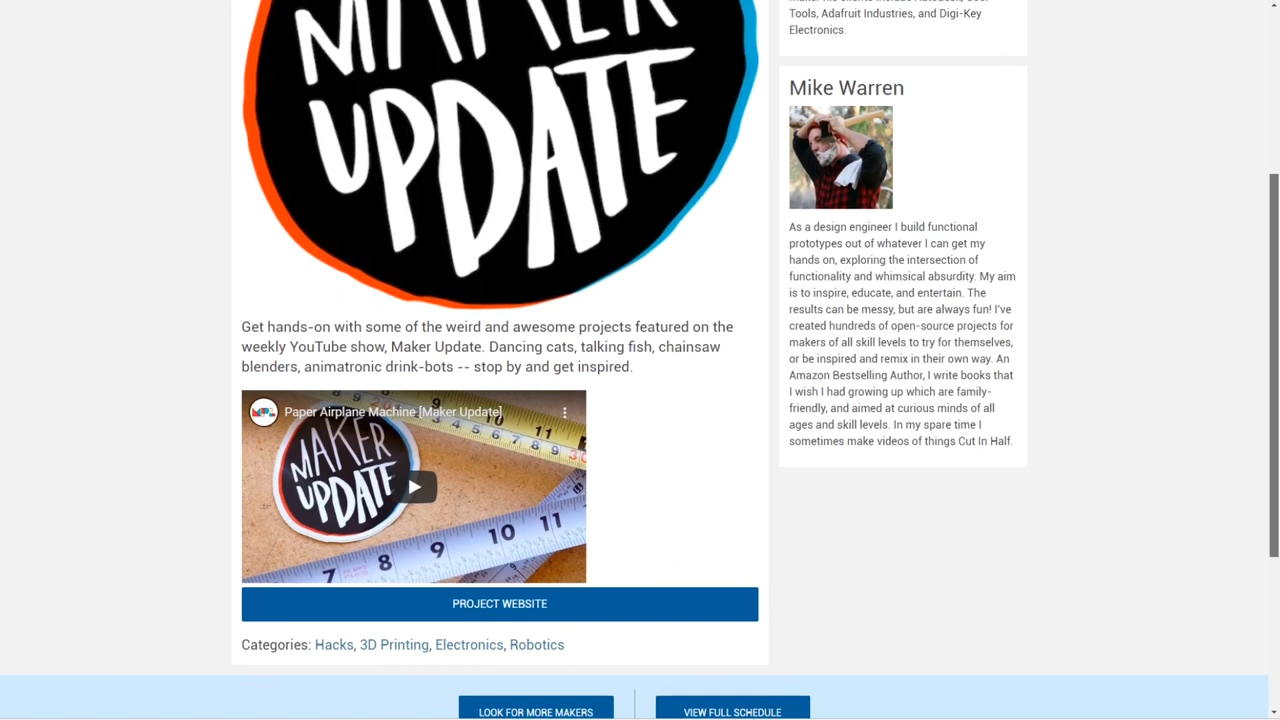 MAKER
UPDATE
Get hands-on with some of the weird and awesome projects featured on the
weekly YouTube show, Maker Update. Dancing cats, talking fish, chainsaw
blenders, animatronic drink-bots -- stop by and get inspired.
Paper Airplane Machine [Maker Update]
MAKER
UPDATE
10
11
7 8 9 10 11
PROJECT WEBSITE
Categories: Hacks, 3D Printing, Electronics, Robotics
Tools, Adafruit Industries, and Digi-Key
Electronics.
Mike Warren
As a design engineer I build functional
prototypes out of whatever I can get my
hands on, exploring the intersection of
functionality and whimsical absurdity. My aim
is to inspire, educate, and entertain. The
results can be messy, but are always fun! I've
created hundreds of open-source projects for
makers of all skill levels to try for themselves,
or be inspired and remix in their own way. An
Amazon Bestselling Author, I write books that
I wish I had growing up which are family-
friendly, and aimed at curious minds of all
ages and skill levels. In my spare time I
sometimes make videos of things Cut In Half.
LOOK FOR MORE MAKERS
VIEW FULL SCHEDULE